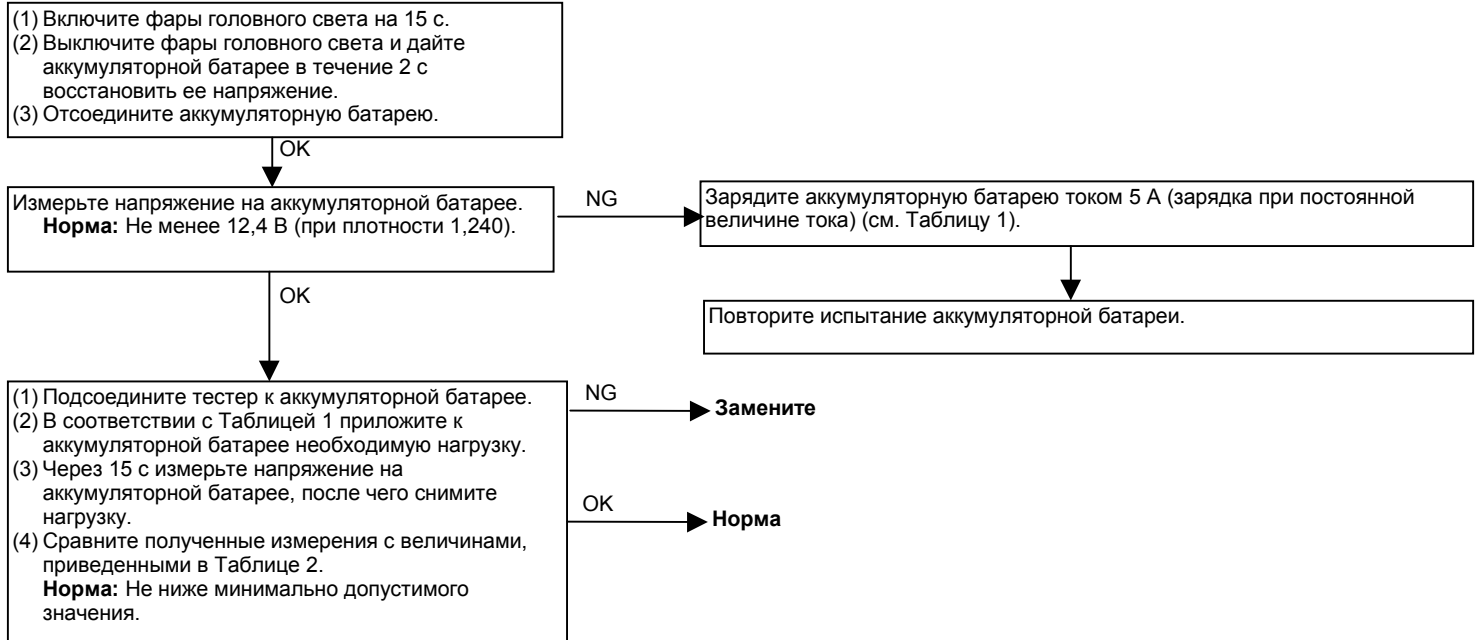 (1) Включите фары головного света на 15 с.
(2) Выключите фары головного света и дайте
аккумуляторной батарее в течение 2 с
восстановить ее напряжение.
(3) Отсоедините аккумуляторную батарею.
OK
Измерьте напряжение на аккумуляторной батарее.
Норма: Не менее 12,4 В (при плотности 1,240).
NG
Зарядите аккумуляторную батарею током 5 А (зарядка при постоянной
величине тока) (см. Таблицу 1).
OK
Повторите испытание аккумуляторной батареи.
(1) Подсоедините тестер к аккумуляторной батарее.
(2) В соответствии с Таблицей 1 приложите к
аккумуляторной батарее необходимую нагрузку.
(3) Через 15 с измерьте напряжение на
аккумуляторной батарее, после чего снимите
нагрузку.
(4) Сравните полученные измерения с величинами,
приведенными в Таблице 2.
Норма: Не ниже минимально допустимого
значения.
NG
Замените
OK
Норма